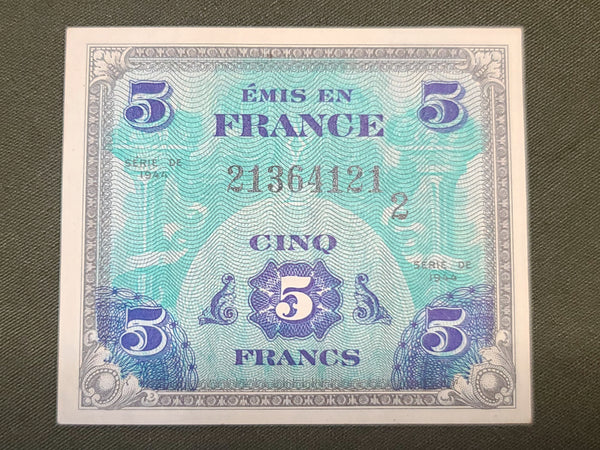 5 ÉMIS EN 5
FRANCE
SÉRIE DE
1944
21364121
2
CINQ
SÉRIE DE
1944
5
5 5
FRANCS